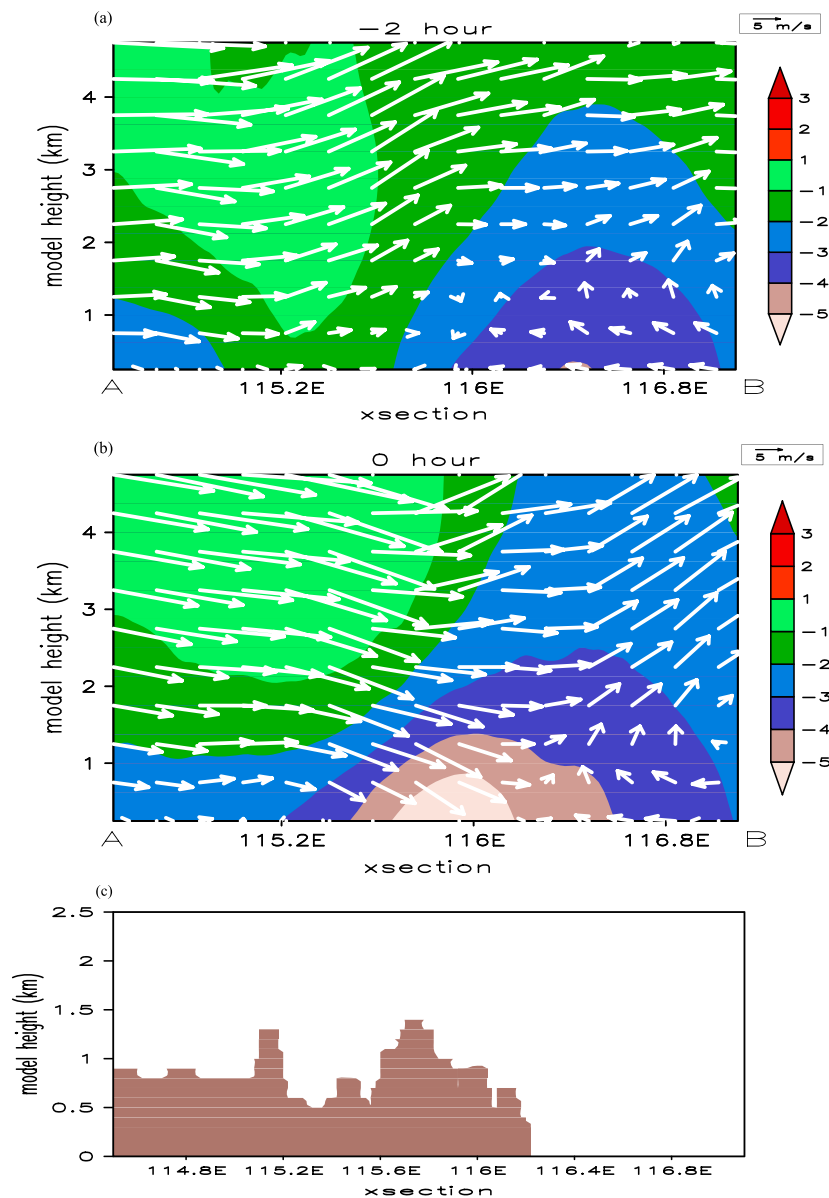 (a)
−2 hour
5 m/s
model height (km)
4
3
2
1
3
2
1
−1
−2
−3
−4
−5
A
115.2E
116E
116.8E
B
xsection
(b)
0 hour
5 m/s
model height (km)
4
3
2
1
3
2
1
−1
−2
−3
−4
−5
A
115.2E
116E
116.8E
B
xsection
(c)
model height (km)
2.5
2
1.5
1
0.5
0
114.8E
115.2E
115.6E
116E
116.4E
116.8E
xsection